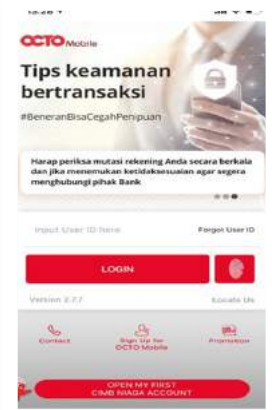 OCTO Mobile
Tips keamanan
bertransaksi
#BeneranBisaCegahPenipuan
Harap periksa mutasi rekening Anda secara berkala
dan jika menemukan ketidaksesuaian agar segera
menghubungi pihak Bank
Input User ID here
Forgot User ID
LOGIN
Version 2.7.7
Locate Us
Contact
Sign Up for
OCTO Mobile
Promotion
OPEN MY FIRST
CIMB NIAGA ACCOUNT